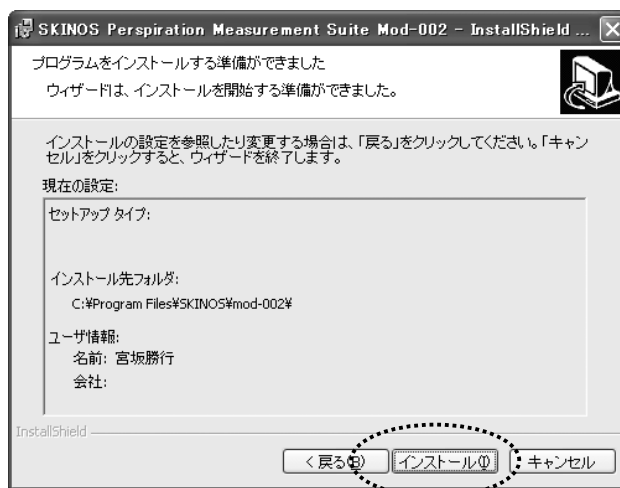 SKINOS Perspiration Measurement Suite Mod-002 - InstallShield ...
プログラムをインストールする準備ができました
ウィザードは、インストールを開始する準備ができました。
インストールの設定を参照したり変更する場合は、「戻る」をクリックしてください。「キャン
セル」をクリックすると、ウィザードを終了します。
現在の設定:
セットアップ タイプ:
インストール先フォルダ:
C:¥Program Files¥SKINOS¥mod-002¥
ユーザ情報:
名前: 宮坂勝行
会社:
InstallShield
< 戻る(B) インストール(I) キャンセル